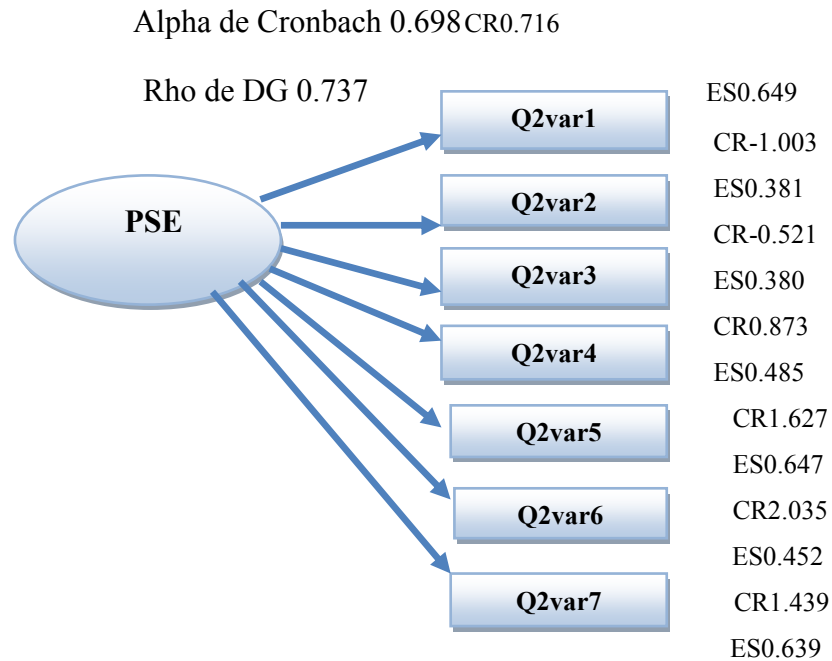 Alpha de Cronbach 0.698 CR0.716
Rho de DG 0.737
ES0.649
Q2var1
CR-1.003
PSE
Q2var2
ES0.381
CR-0.521
Q2var3
ES0.380
CR0.873
Q2var4
ES0.485
Q2var5
CR1.627
ES0.647
Q2var6
CR2.035
ES0.452
Q2var7
CR1.439
ES0.639